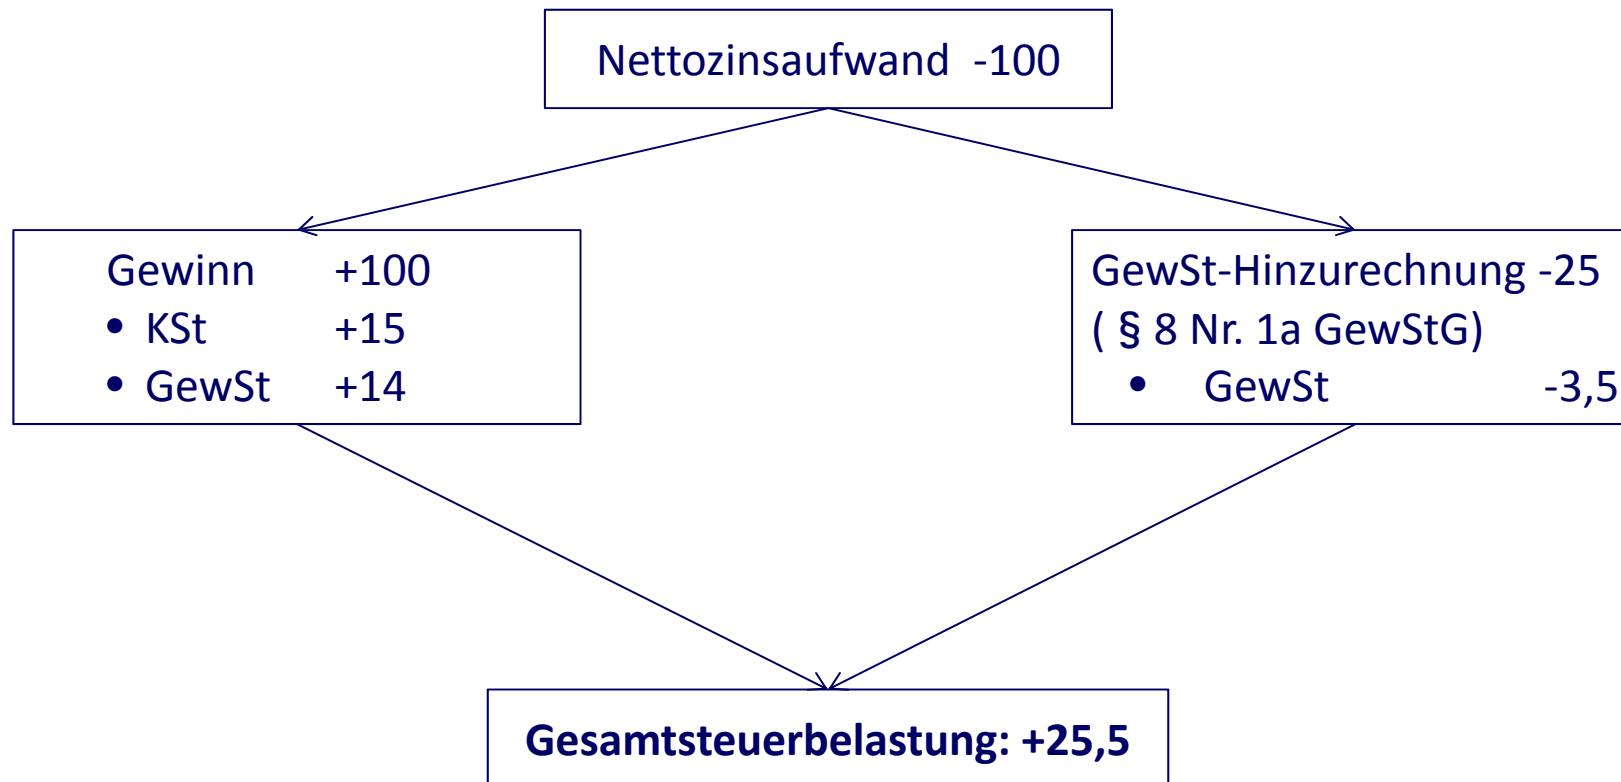 Nettozinsaufwand -100
Gewinn +100
• KSt +15
• GewSt +14
GewSt-Hinzurechnung -25
( § 8 Nr. 1a GewStG)
• GewSt -3,5
Gesamtsteuerbelastung: +25,5